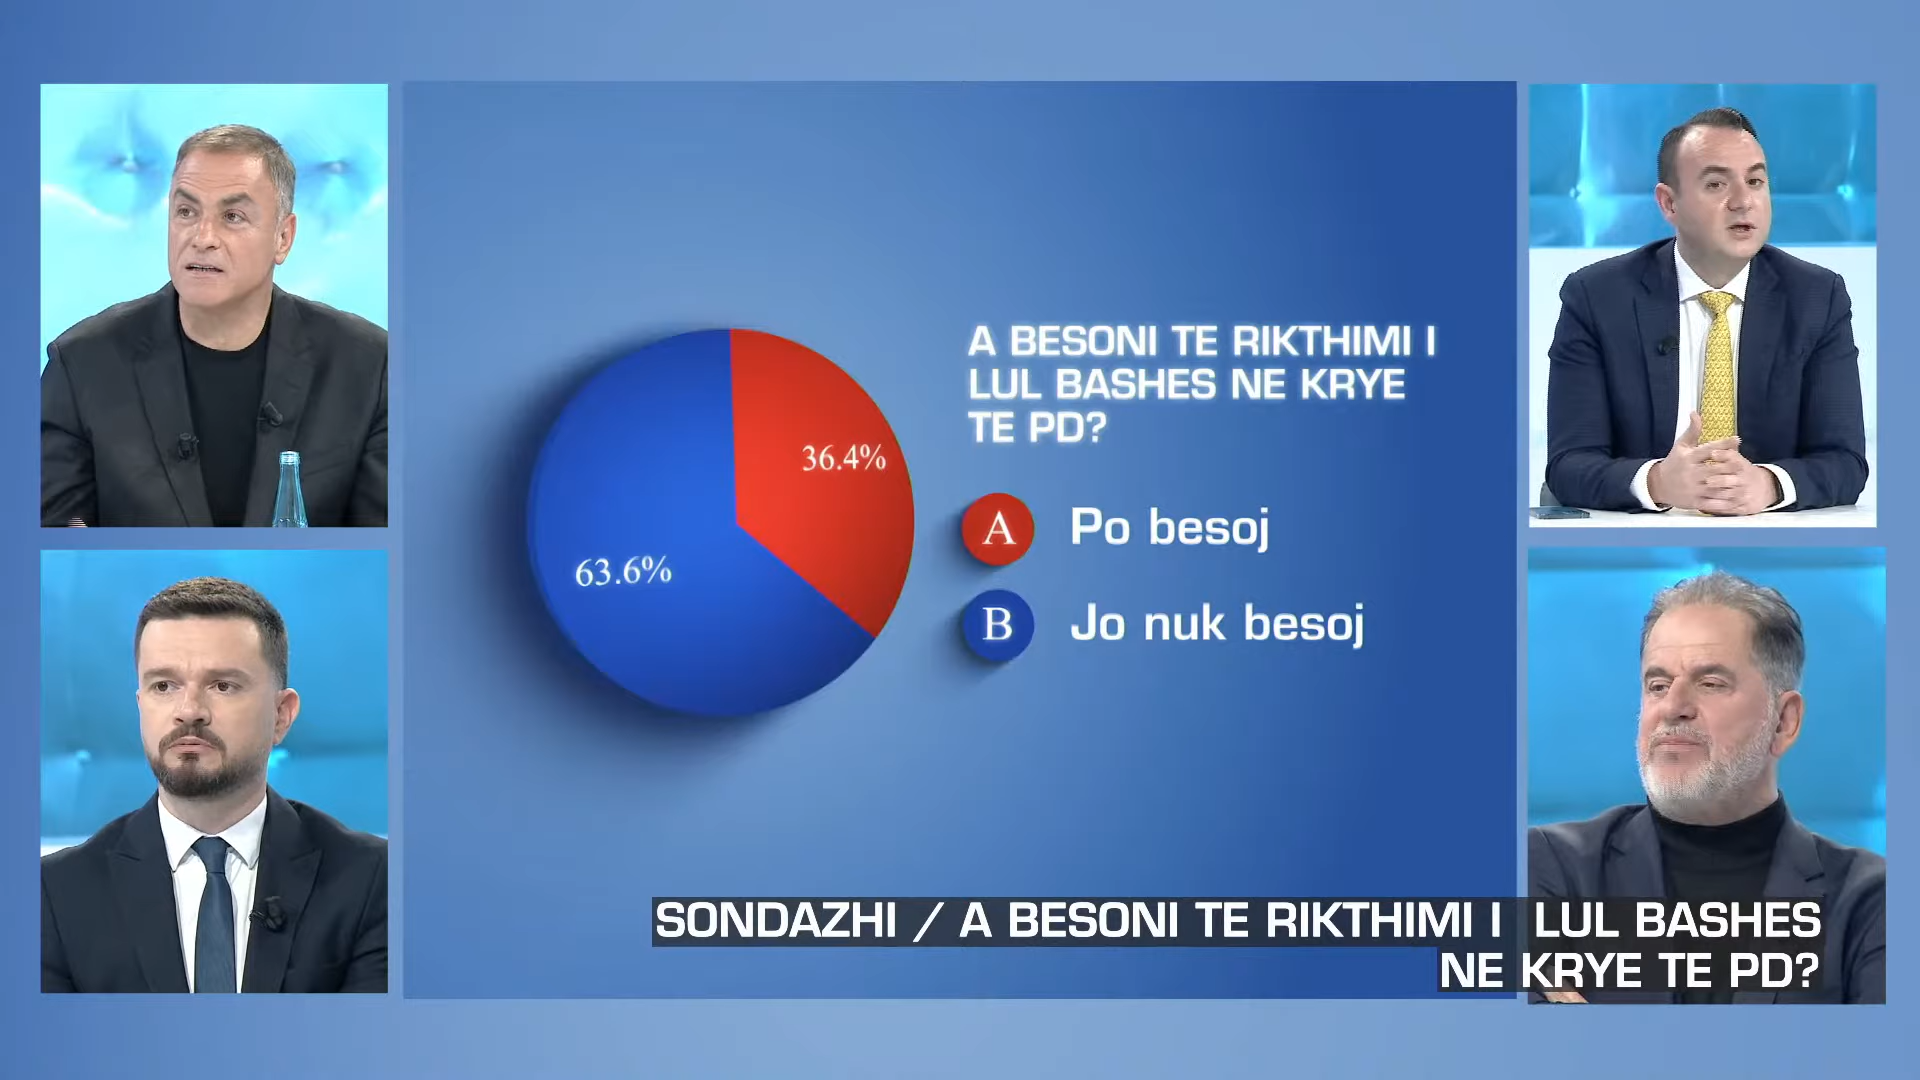 A BESONI TE RIKTHIMI I
LUL BASHES NE KRYE
TE PD?
36.4%
63.6%
A Po besoj
B Jo nuk besoj
SONDAZHI / A BESONI TE RIKTHIMI I LUL BASHES
NE KRYE TE PD?